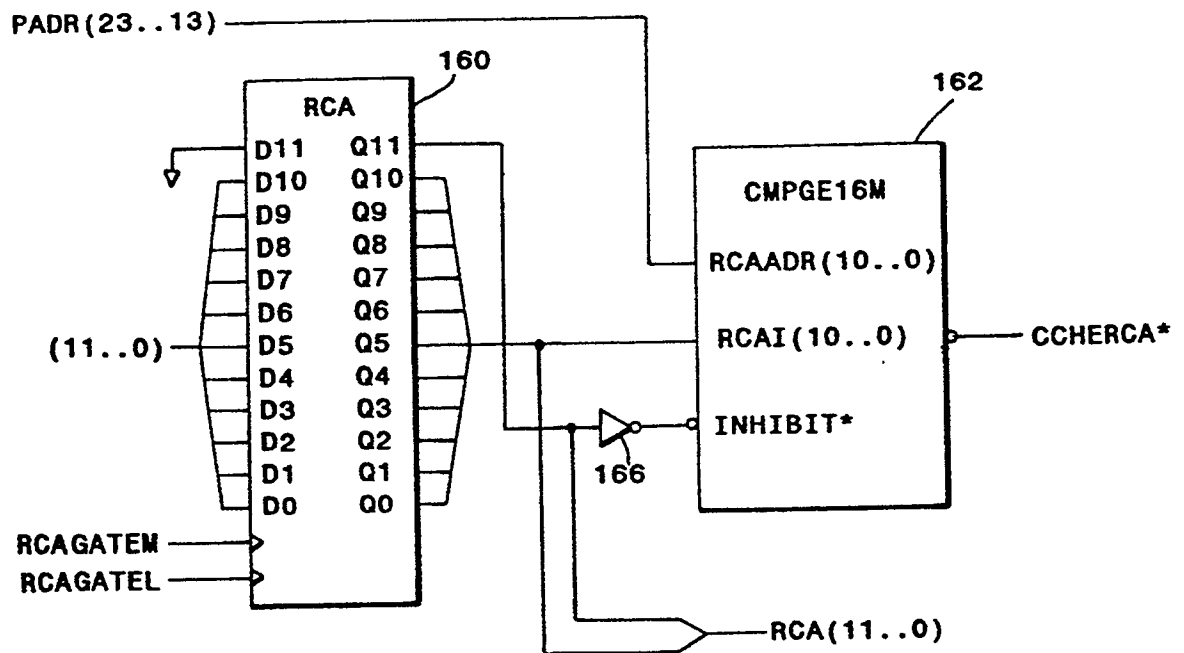 PADR(23..13)
160
RCA
162
D11 Q11
D10 Q10
D9 Q9
D8 Q8
D7 Q7
D6 Q6
D5 Q5
D4 Q4
D3 Q3
D2 Q2
D1 Q1
D0 Q0
(11..0)
RCAGATEM
RCAGATEL
CMPGE16M
RCAADR(10..0)
RCAI(10..0)
INHIBIT*
CCHERCA*
166
RCA(11..0)